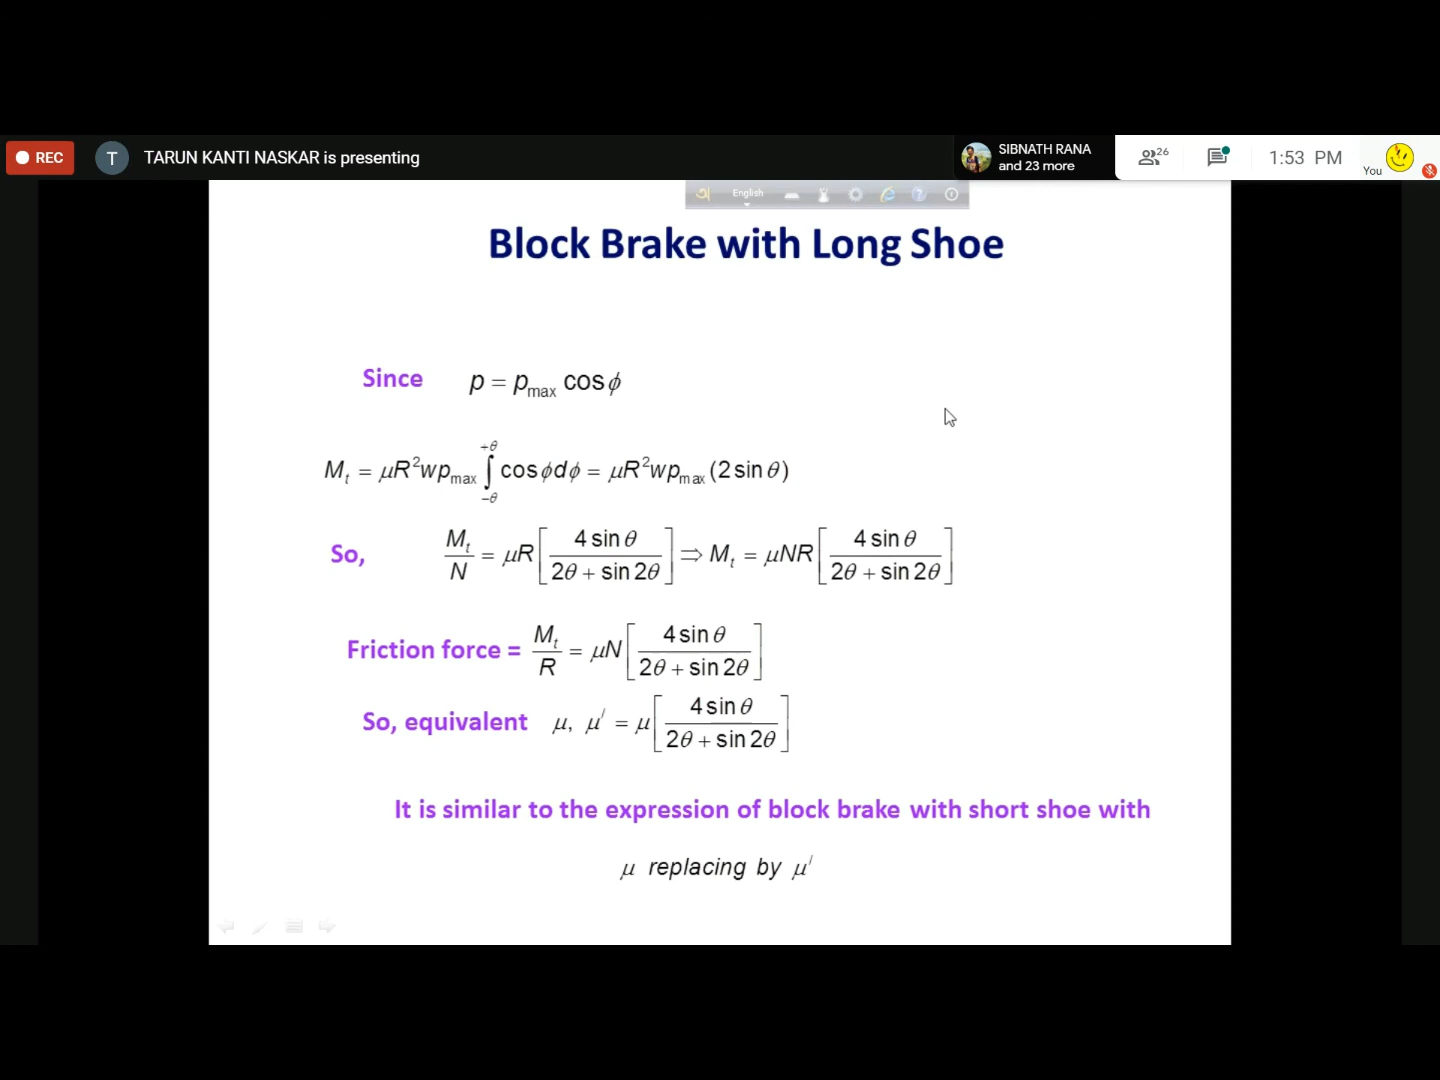 REC
T
TARUN KANTI NASKAR is presenting
SIBNATH RANA
and 23 more
26
1:53 PM
You
অ English ?
Block Brake with Long Shoe
Since p = p_max cos ϕ
M_t = μR²wp_max ∫_{−θ}^{+θ} cos ϕdϕ = μR²wp_max (2 sin θ)
So, M_t/N = μR[4 sin θ/(2θ + sin 2θ)] ⇒ M_t = μNR[4 sin θ/(2θ + sin 2θ)]
Friction force = M_t/R = μN[4 sin θ/(2θ + sin 2θ)]
So, equivalent μ, μ′ = μ[4 sin θ/(2θ + sin 2θ)]
It is similar to the expression of block brake with short shoe with
μ replacing by μ′